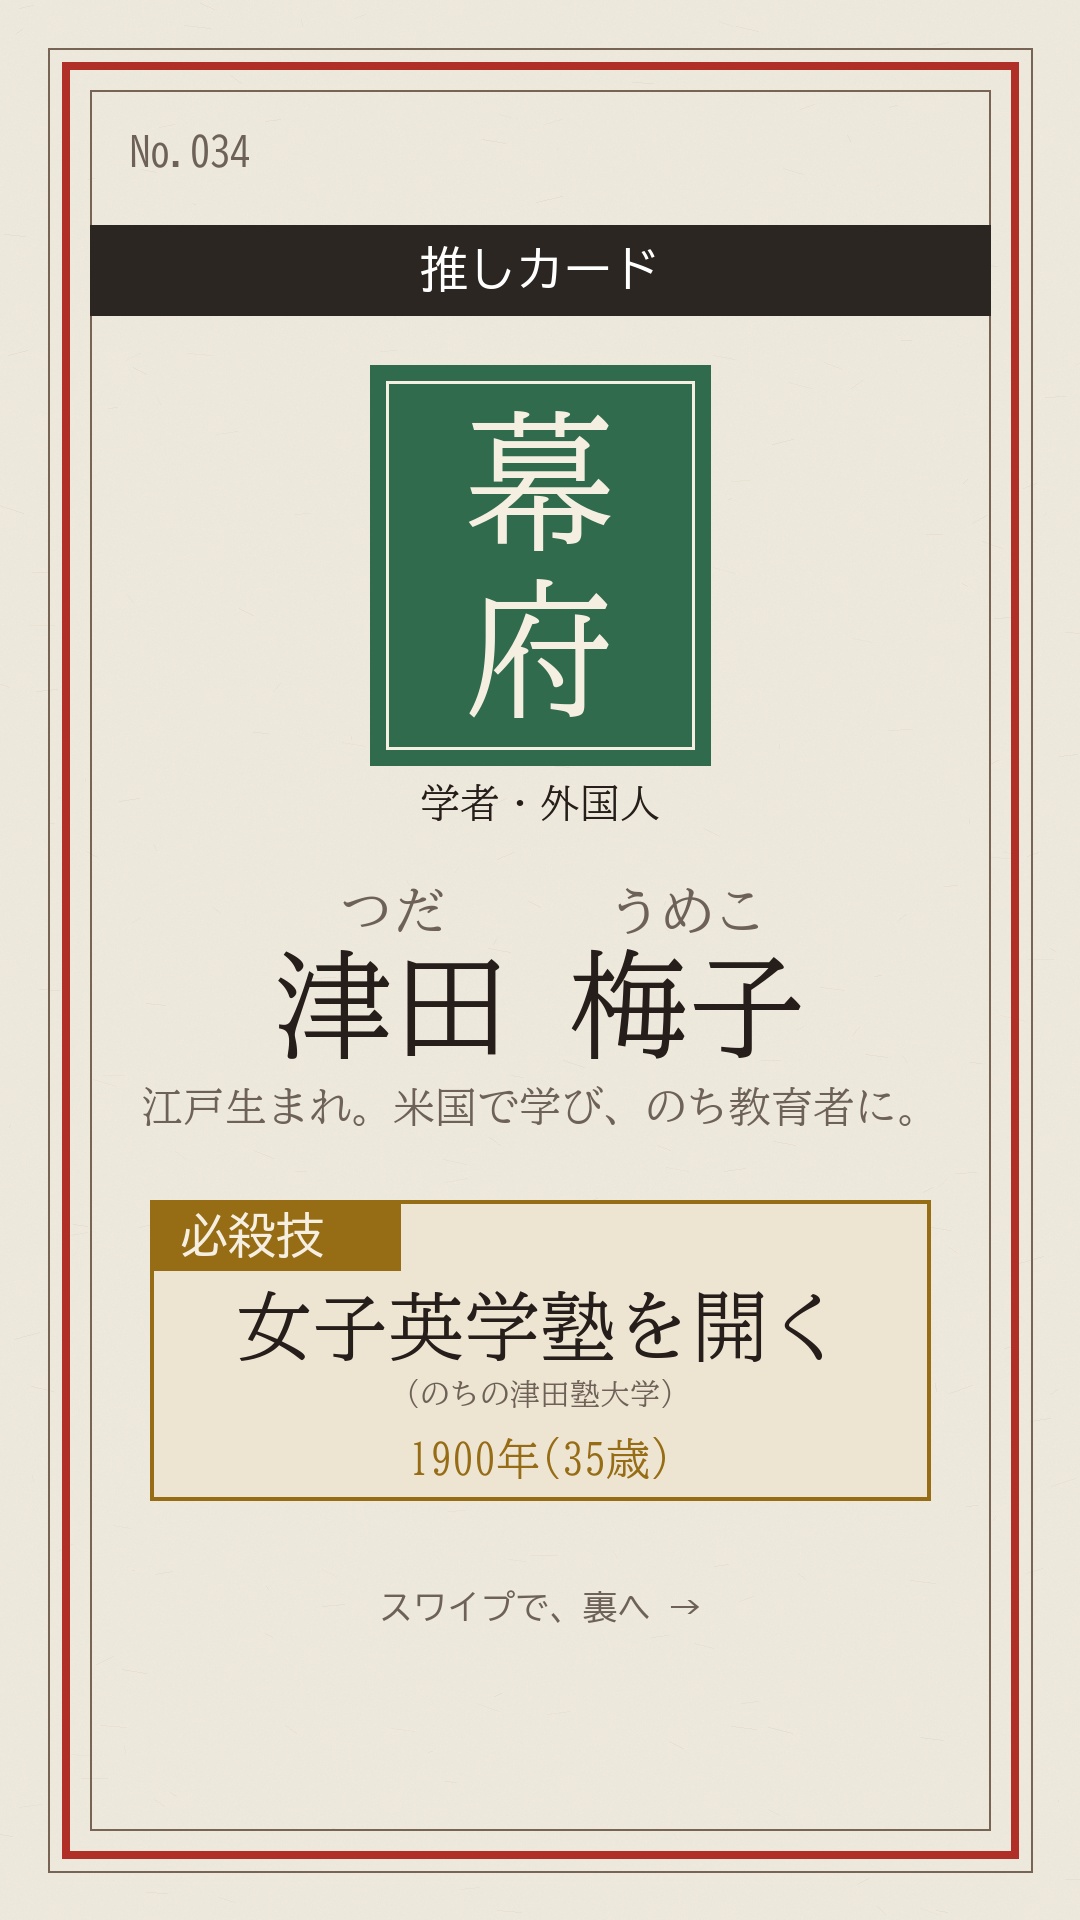 No.034
推しカード
幕
府
学者・外国人
つだ うめこ
津田 梅子
江戸生まれ。米国で学び、のち教育者に。
必殺技
女子英学塾を開く
（のちの津田塾大学）
1900年(35歳)
スワイプで、裏へ →